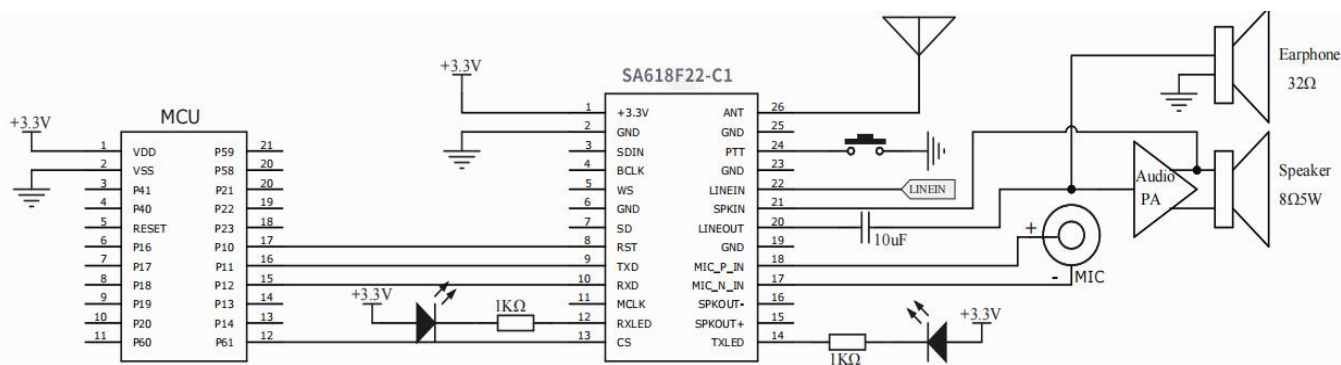 SA618F22-C1
+3.3V
1 +3.3V
2 GND
3 SDIN
4 BCLK
5 WS
6 GND
7 SD
8 RST
9 TXD
10 RXD
11 MCLK
12 RXLED
13 CS
ANT 26
GND 25
PTT 24
GND 23
LINEIN 22
SPKIN 21
LINEOUT 20
GND 19
MIC_P_IN 18
MIC_N_IN 17
SPKOUT- 16
SPKOUT+ 15
TXLED 14
MCU
+3.3V
1 VDD
2 VSS
3 P41
4 P40
5 RESET
6 P16
7 P17
8 P18
9 P19
10 P20
11 P60
P59 21
P58 20
P21 20
P22 19
P23 18
P10 17
P11 16
P12 15
P13 14
P14 13
P61 12
+3.3V
1KΩ
LINEIN
10uF
+
-
MIC
Audio
PA
Earphone
32Ω
Speaker
8Ω5W
1KΩ
+3.3V